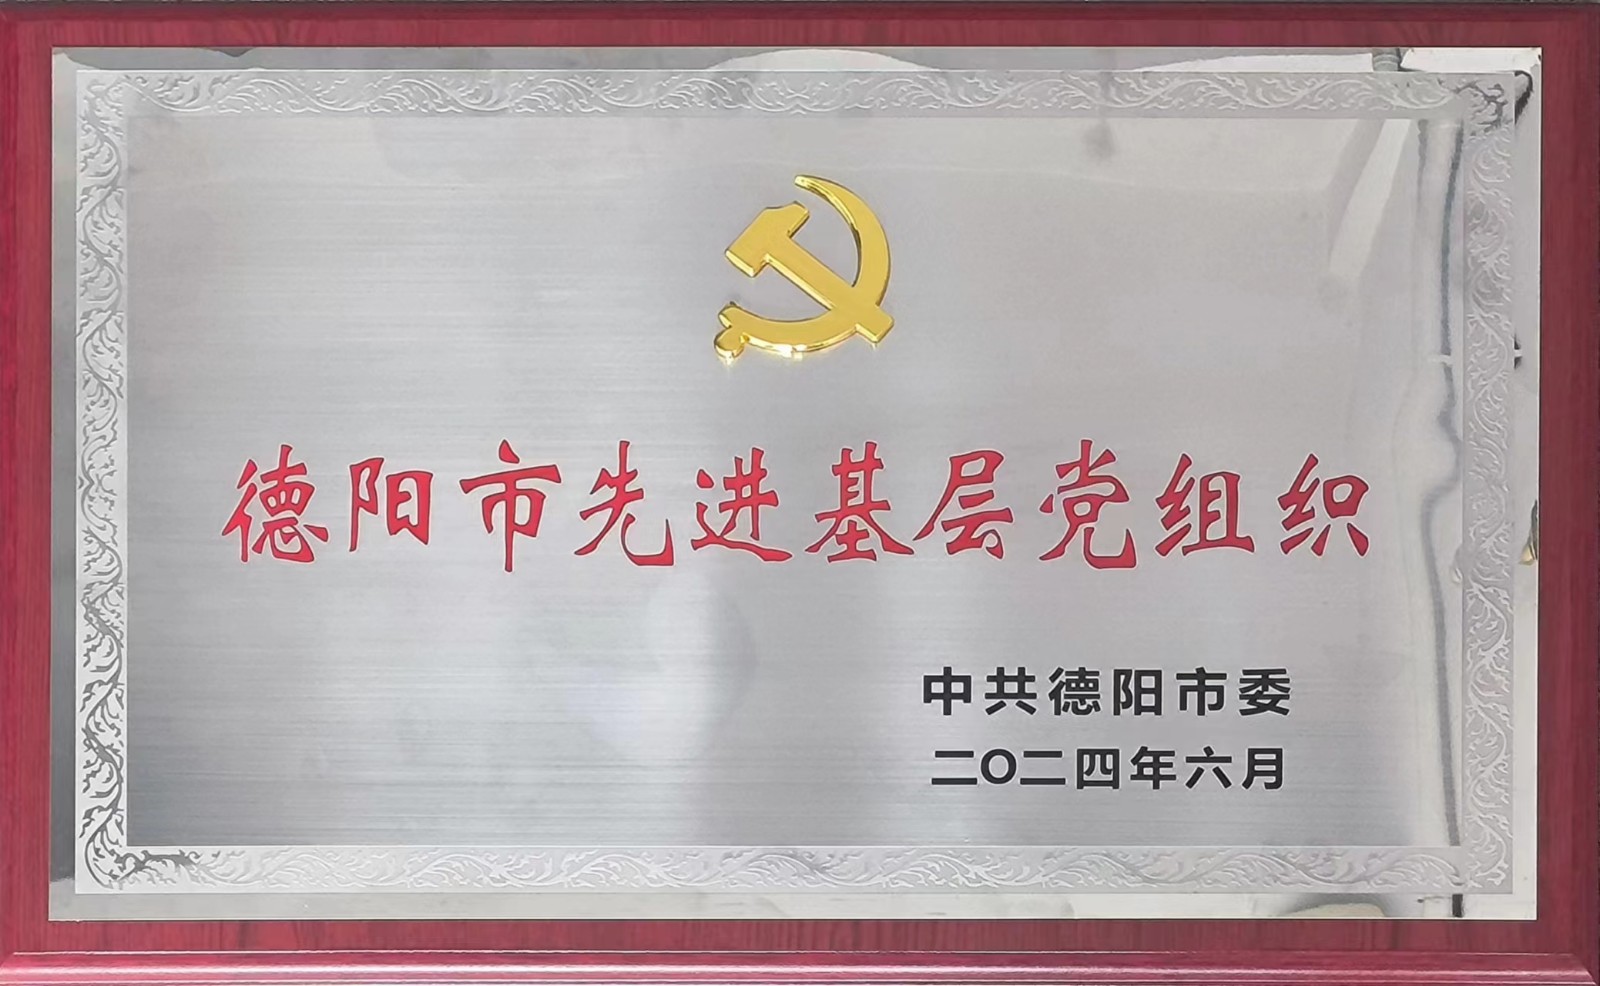 德阳市先进基层党组织
中共德阳市委
二〇二四年六月